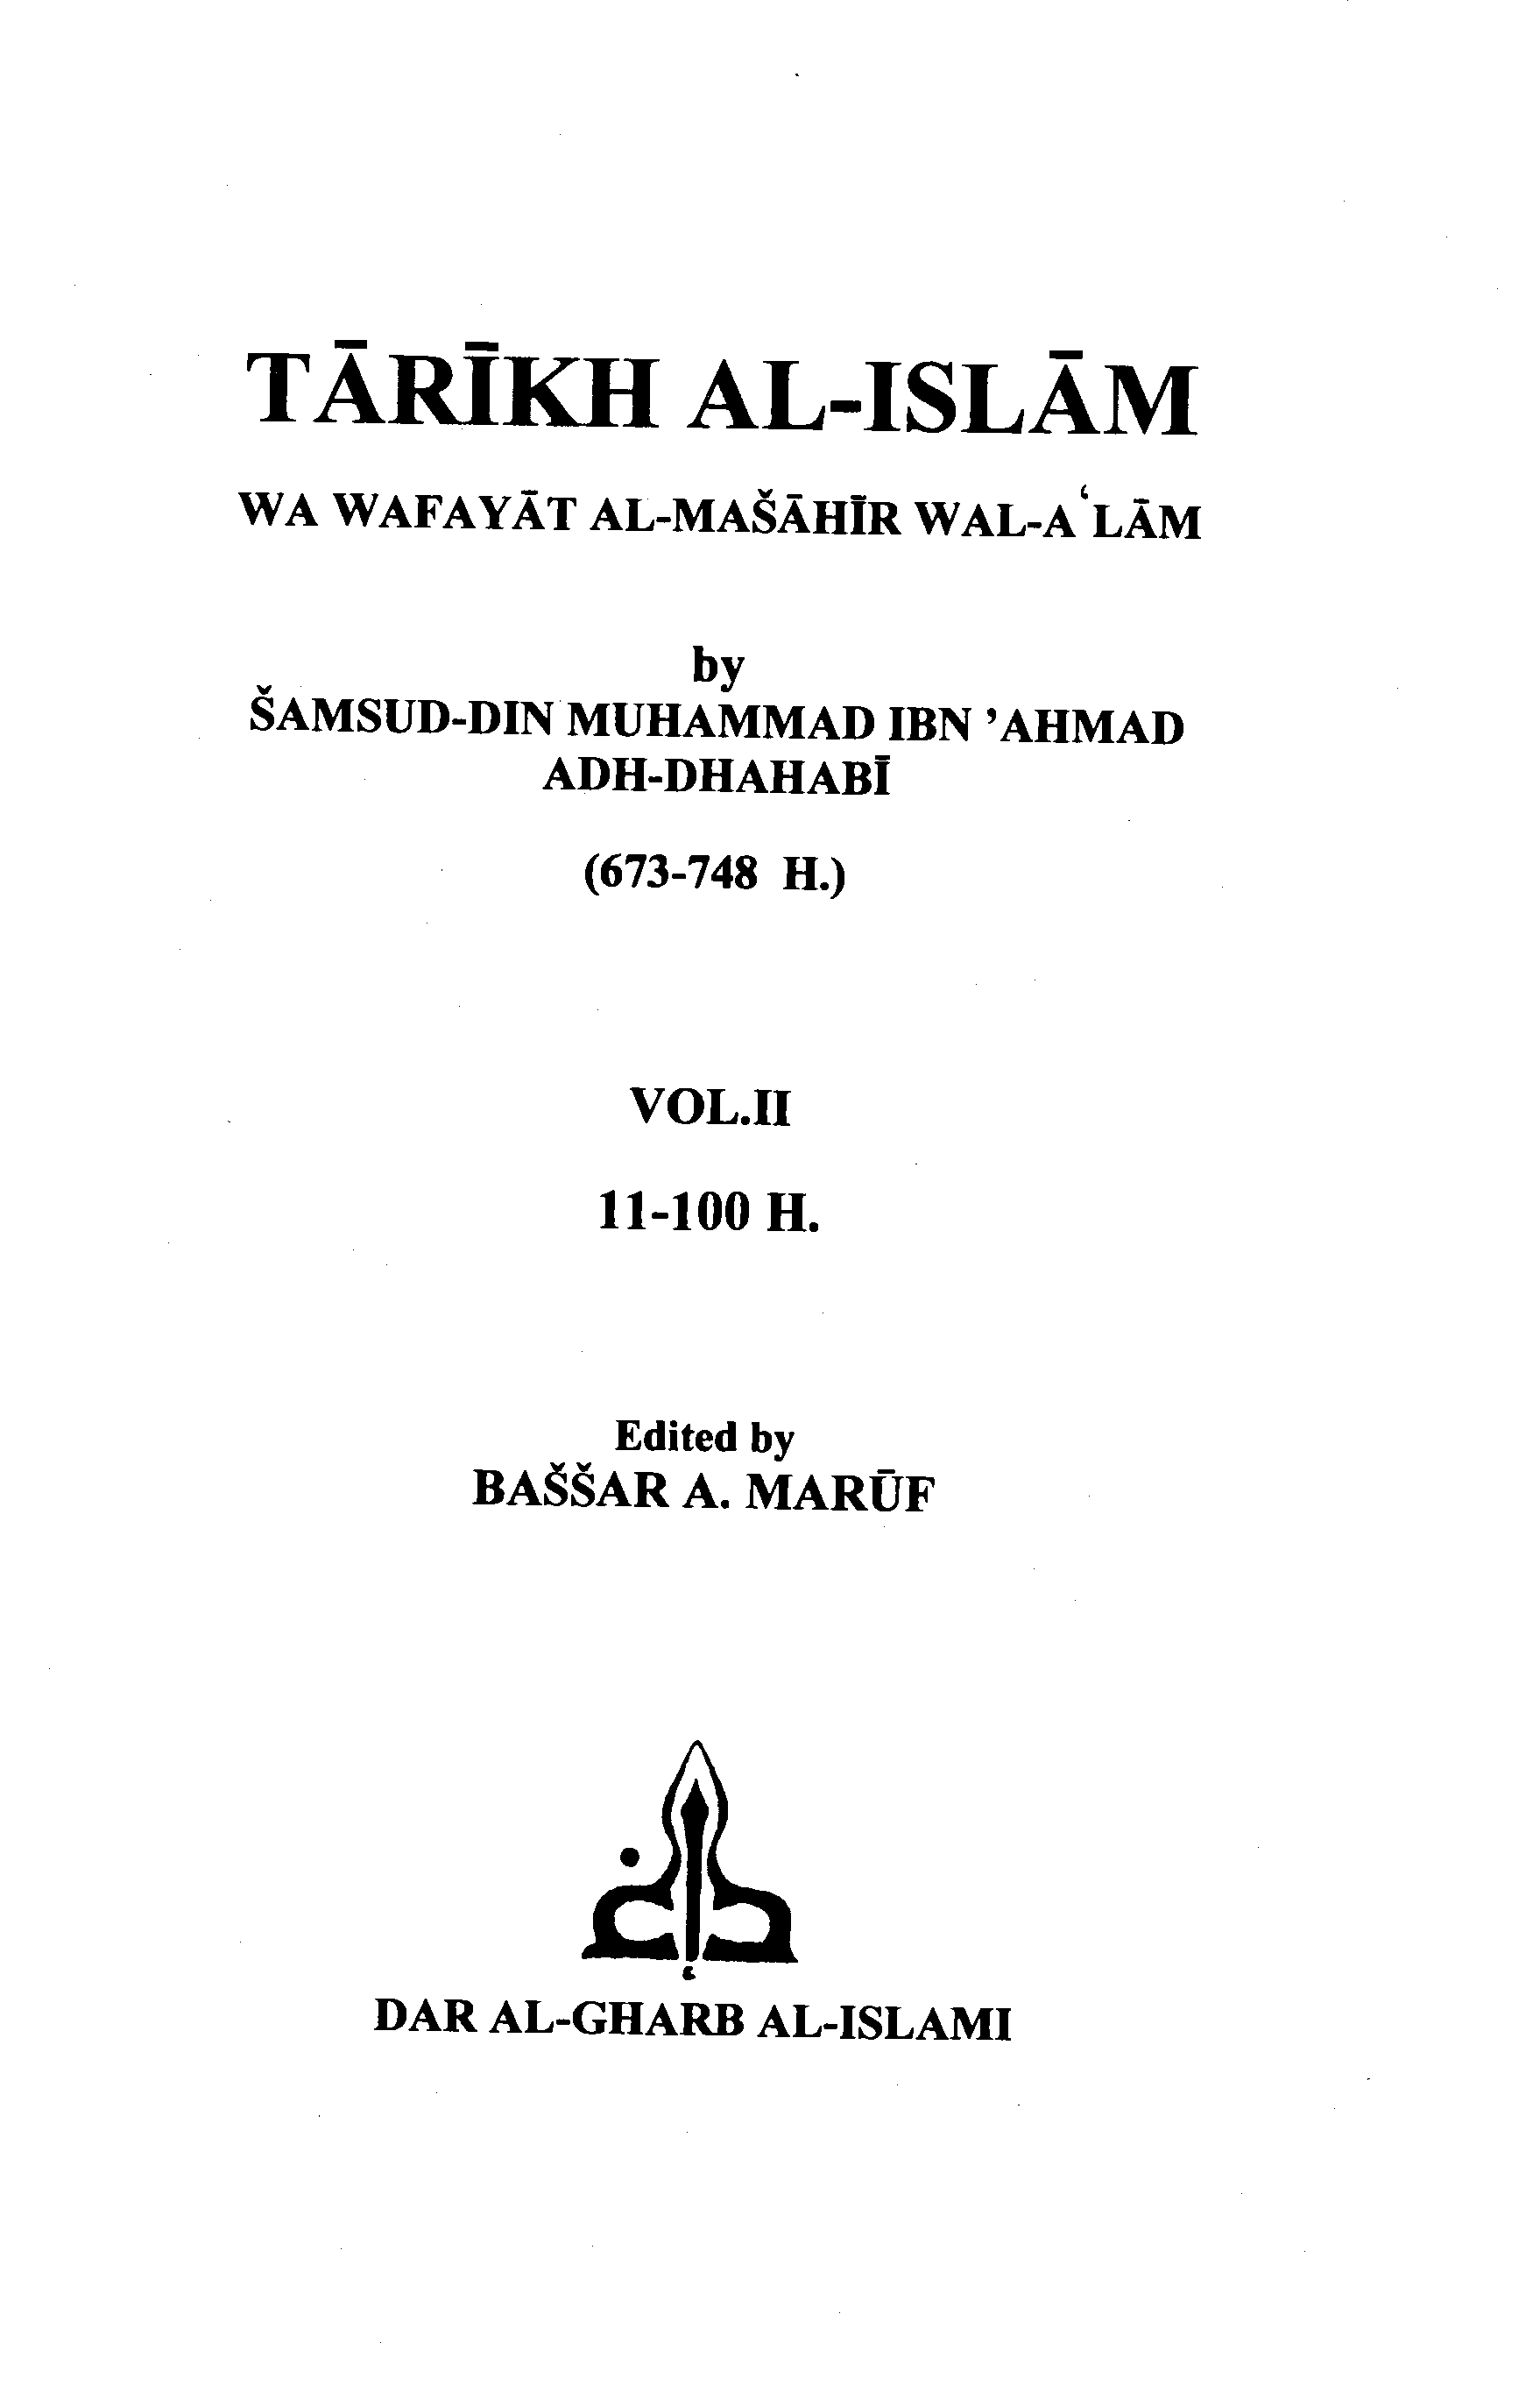 TĀRĪKH AL-ISLĀM
WA WAFAYĀT AL-MAŠĀHĪR WAL-A‘LĀM
by
ŠAMSUD-DIN MUHAMMAD IBN ’AHMAD
ADH-DHAHABĪ
(673-748 H.)
VOL.II
11-100 H.
Edited by
BAŠŠAR A. MARŪF
DAR AL-GHARB AL-ISLAMI